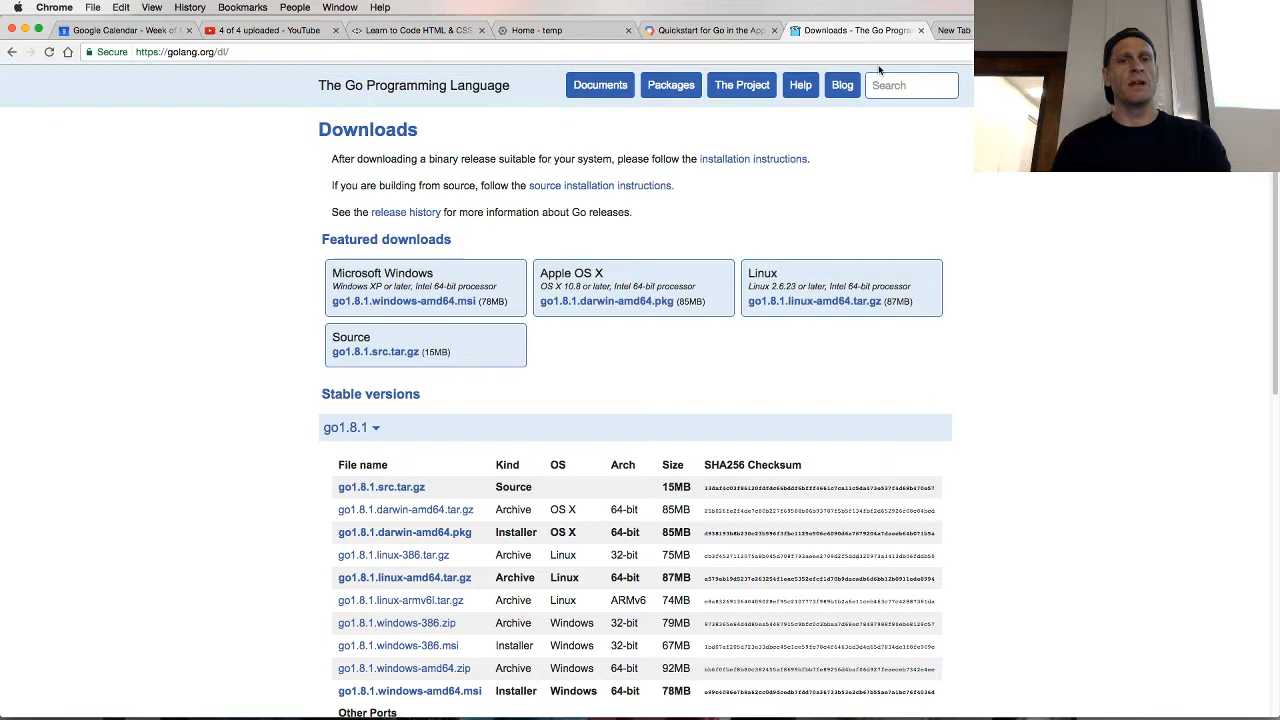 Chrome File Edit View History Bookmarks People Window Help
Google Calendar - Week of
4 of 4 uploaded - YouTube
Learn to Code HTML & CSS
Home - temp
Quickstart for Go in the App
Downloads - The Go Program
New Tab
Secure https://golang.org/dl/
The Go Programming Language Documents Packages The Project Help Blog Search
Downloads
After downloading a binary release suitable for your system, please follow the installation instructions.
If you are building from source, follow the source installation instructions.
See the release history for more information about Go releases.
Featured downloads
Microsoft Windows
Windows XP or later, Intel 64-bit processor
go1.8.1.windows-amd64.msi (78MB)
Apple OS X
OS X 10.8 or later, Intel 64-bit processor
go1.8.1.darwin-amd64.pkg (85MB)
Linux
Linux 2.6.23 or later, Intel 64-bit processor
go1.8.1.linux-amd64.tar.gz (87MB)
Source
go1.8.1.src.tar.gz (15MB)
Stable versions
go1.8.1
File name Kind OS Arch Size SHA256 Checksum
go1.8.1.src.tar.gz Source 15MB
go1.8.1.darwin-amd64.tar.gz Archive OS X 64-bit 85MB
go1.8.1.darwin-amd64.pkg Installer OS X 64-bit 85MB
go1.8.1.linux-386.tar.gz Archive Linux 32-bit 75MB
go1.8.1.linux-amd64.tar.gz Archive Linux 64-bit 87MB
go1.8.1.linux-armv6l.tar.gz Archive Linux ARMv6 74MB
go1.8.1.windows-386.zip Archive Windows 32-bit 79MB
go1.8.1.windows-386.msi Installer Windows 32-bit 67MB
go1.8.1.windows-amd64.zip Archive Windows 64-bit 92MB
go1.8.1.windows-amd64.msi Installer Windows 64-bit 78MB
Other Ports